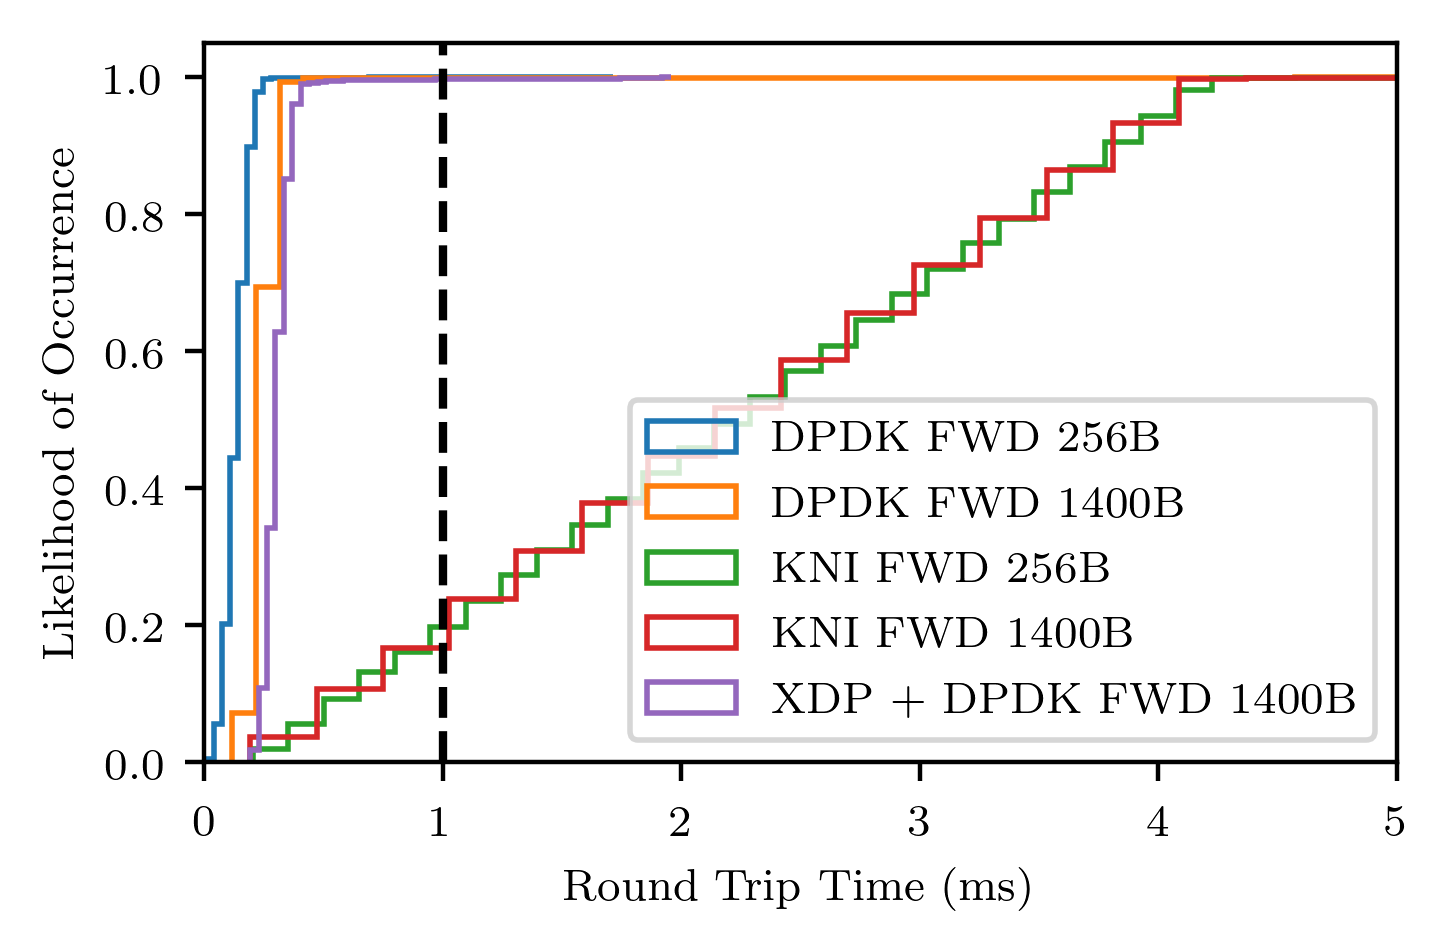 1.0
0.8
0.6
0.4
0.2
0.0
Likelihood of Occurrence
DPDK FWD 256B
DPDK FWD 1400B
KNI FWD 256B
KNI FWD 1400B
XDP + DPDK FWD 1400B
0 1 2 3 4 5
Round Trip Time (ms)